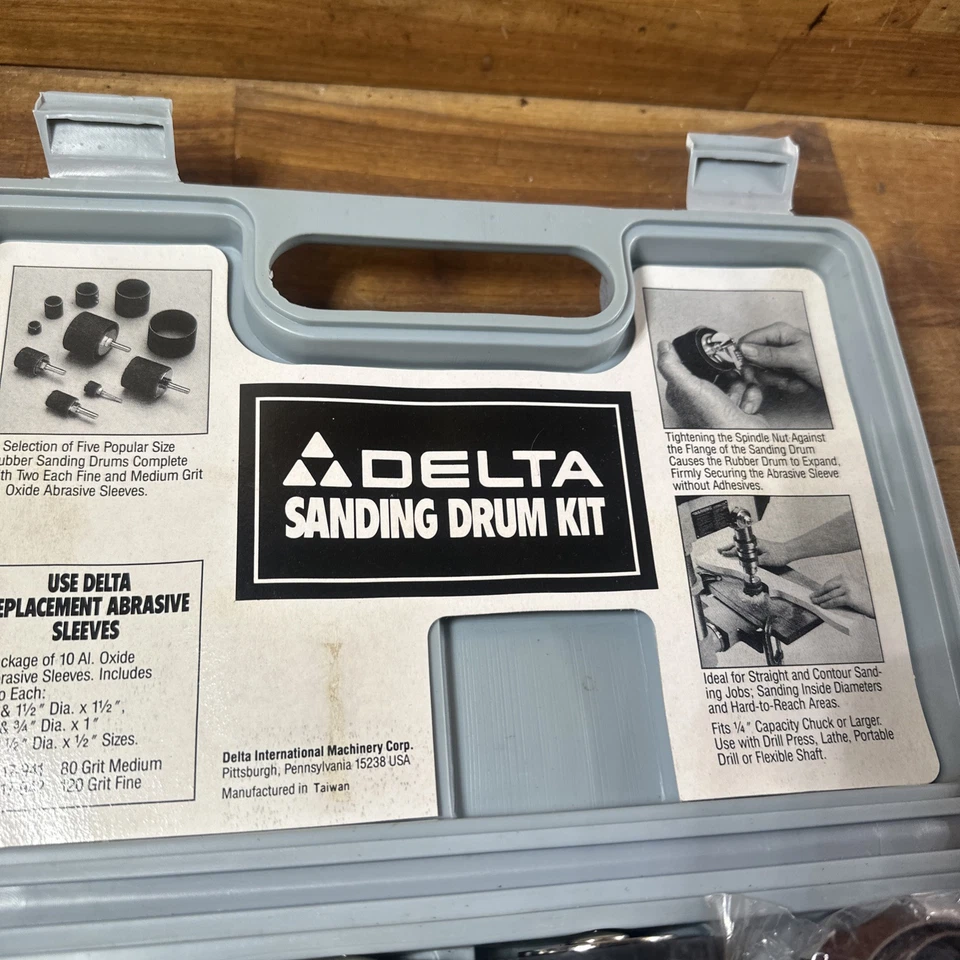 Selection of Five Popular Size
ubber Sanding Drums Complete
th Two Each Fine and Medium Grit
Oxide Abrasive Sleeves.
USE DELTA
EPLACEMENT ABRASIVE
SLEEVES
ckage of 10 Al. Oxide
rasive Sleeves. Includes
o Each:
& 1½" Dia. x 1½",
& ¾" Dia. x 1"
½" Dia. x ½" Sizes.
80 Grit Medium
120 Grit Fine
DELTA
SANDING DRUM KIT
Delta International Machinery Corp.
Pittsburgh, Pennsylvania 15238 USA
Manufactured in Taiwan
Tightening the Spindle Nut Against
the Flange of the Sanding Drum
Causes the Rubber Drum to Expand,
Firmly Securing the Abrasive Sleeve
without Adhesives.
Ideal for Straight and Contour Sand-
ing Jobs; Sanding Inside Diameters
and Hard-to-Reach Areas.
Fits ¼" Capacity Chuck or Larger.
Use with Drill Press, Lathe, Portable
Drill or Flexible Shaft.